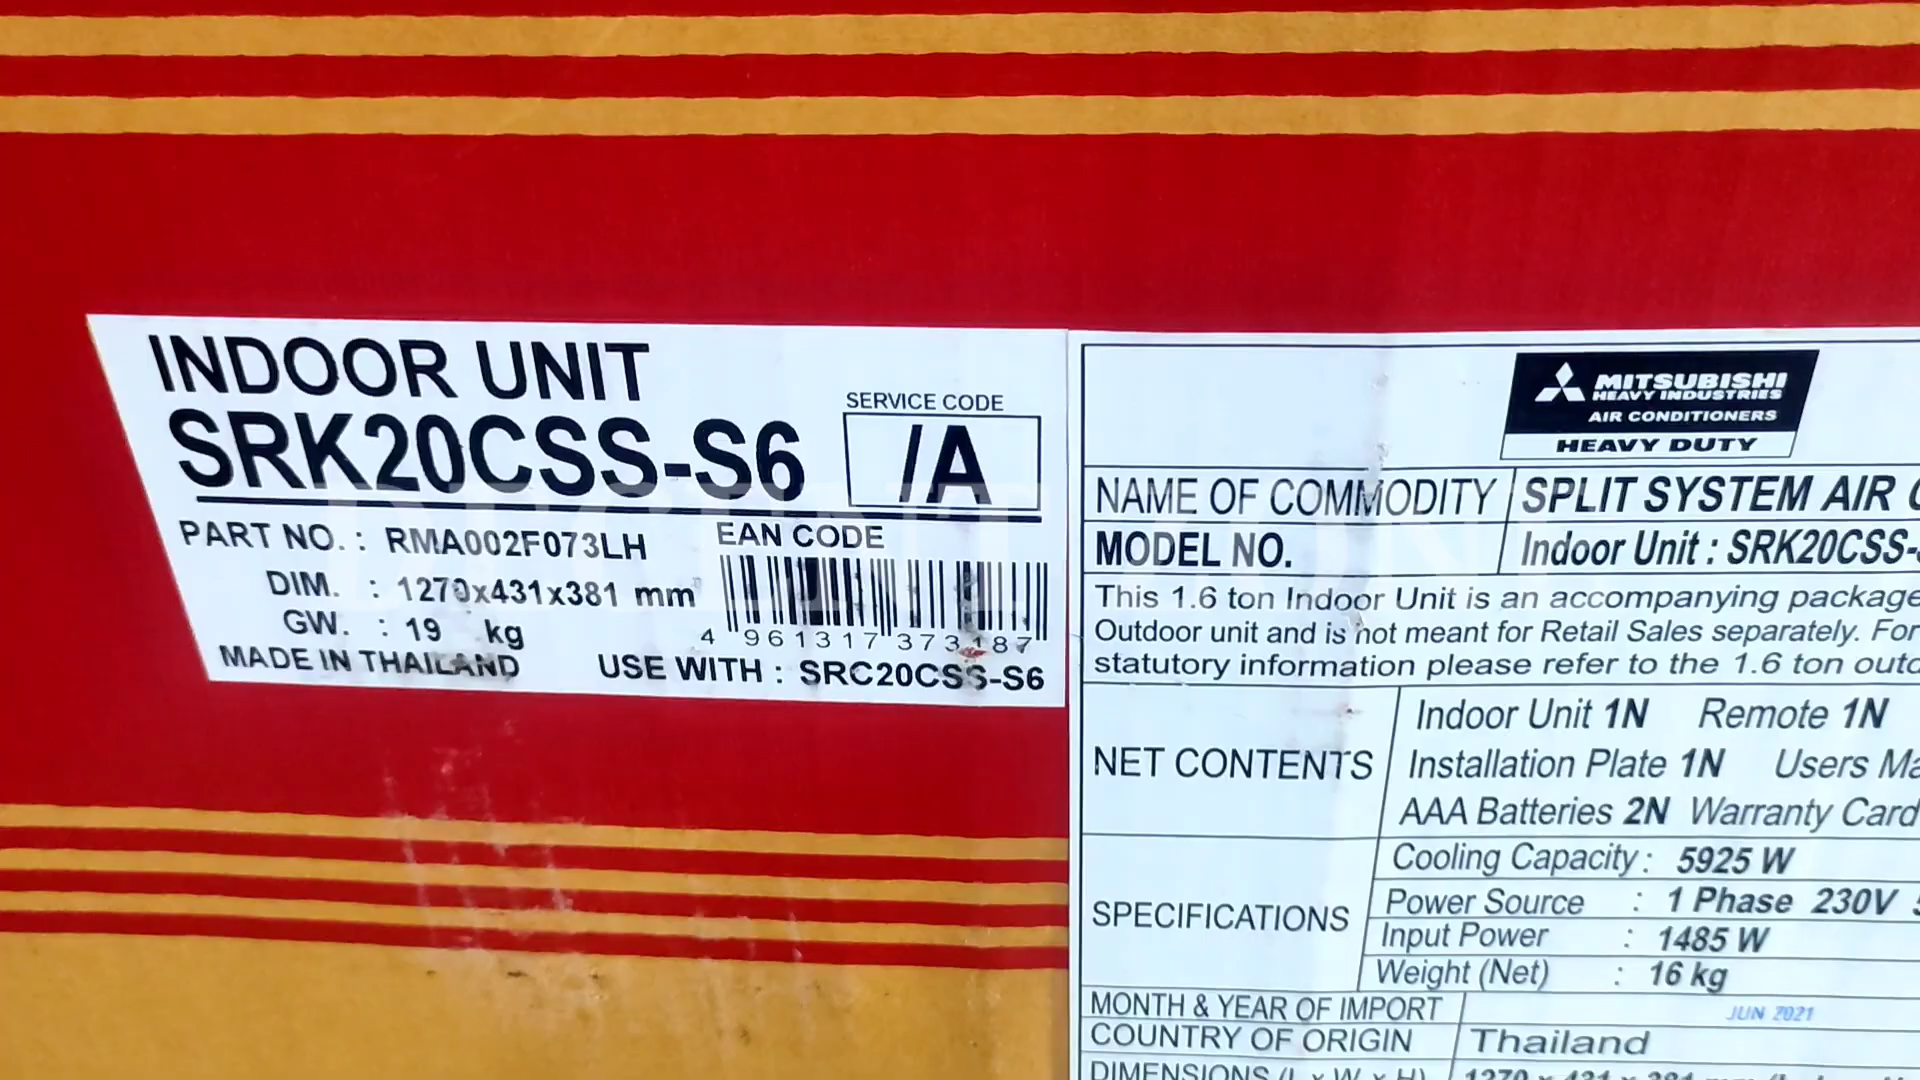 INDOOR UNIT
SRK20CSS-S6
SERVICE CODE
/A
PART NO. : RMA002F073LH
DIM. : 1270x431x381 mm
GW. : 19 kg
MADE IN THAILAND
EAN CODE
4 961317 373187
USE WITH : SRC20CSS-S6
MITSUBISHI
HEAVY INDUSTRIES
AIR CONDITIONERS
HEAVY DUTY
NAME OF COMMODITY SPLIT SYSTEM AIR
MODEL NO. Indoor Unit : SRK20CSS-
This 1.6 ton Indoor Unit is an accompanying package
Outdoor unit and is not meant for Retail Sales separately. For
statutory information please refer to the 1.6 ton
NET CONTENTS
Indoor Unit 1N Remote 1N
Installation Plate 1N Users
AAA Batteries 2N Warranty Card
SPECIFICATIONS
Cooling Capacity : 5925 W
Power Source : 1 Phase 230V
Input Power : 1485 W
Weight (Net) : 16 kg
MONTH & YEAR OF IMPORT JUN 2021
COUNTRY OF ORIGIN Thailand
DIMENSIONS (L x W x H) 1270 x 431 x 381 mm